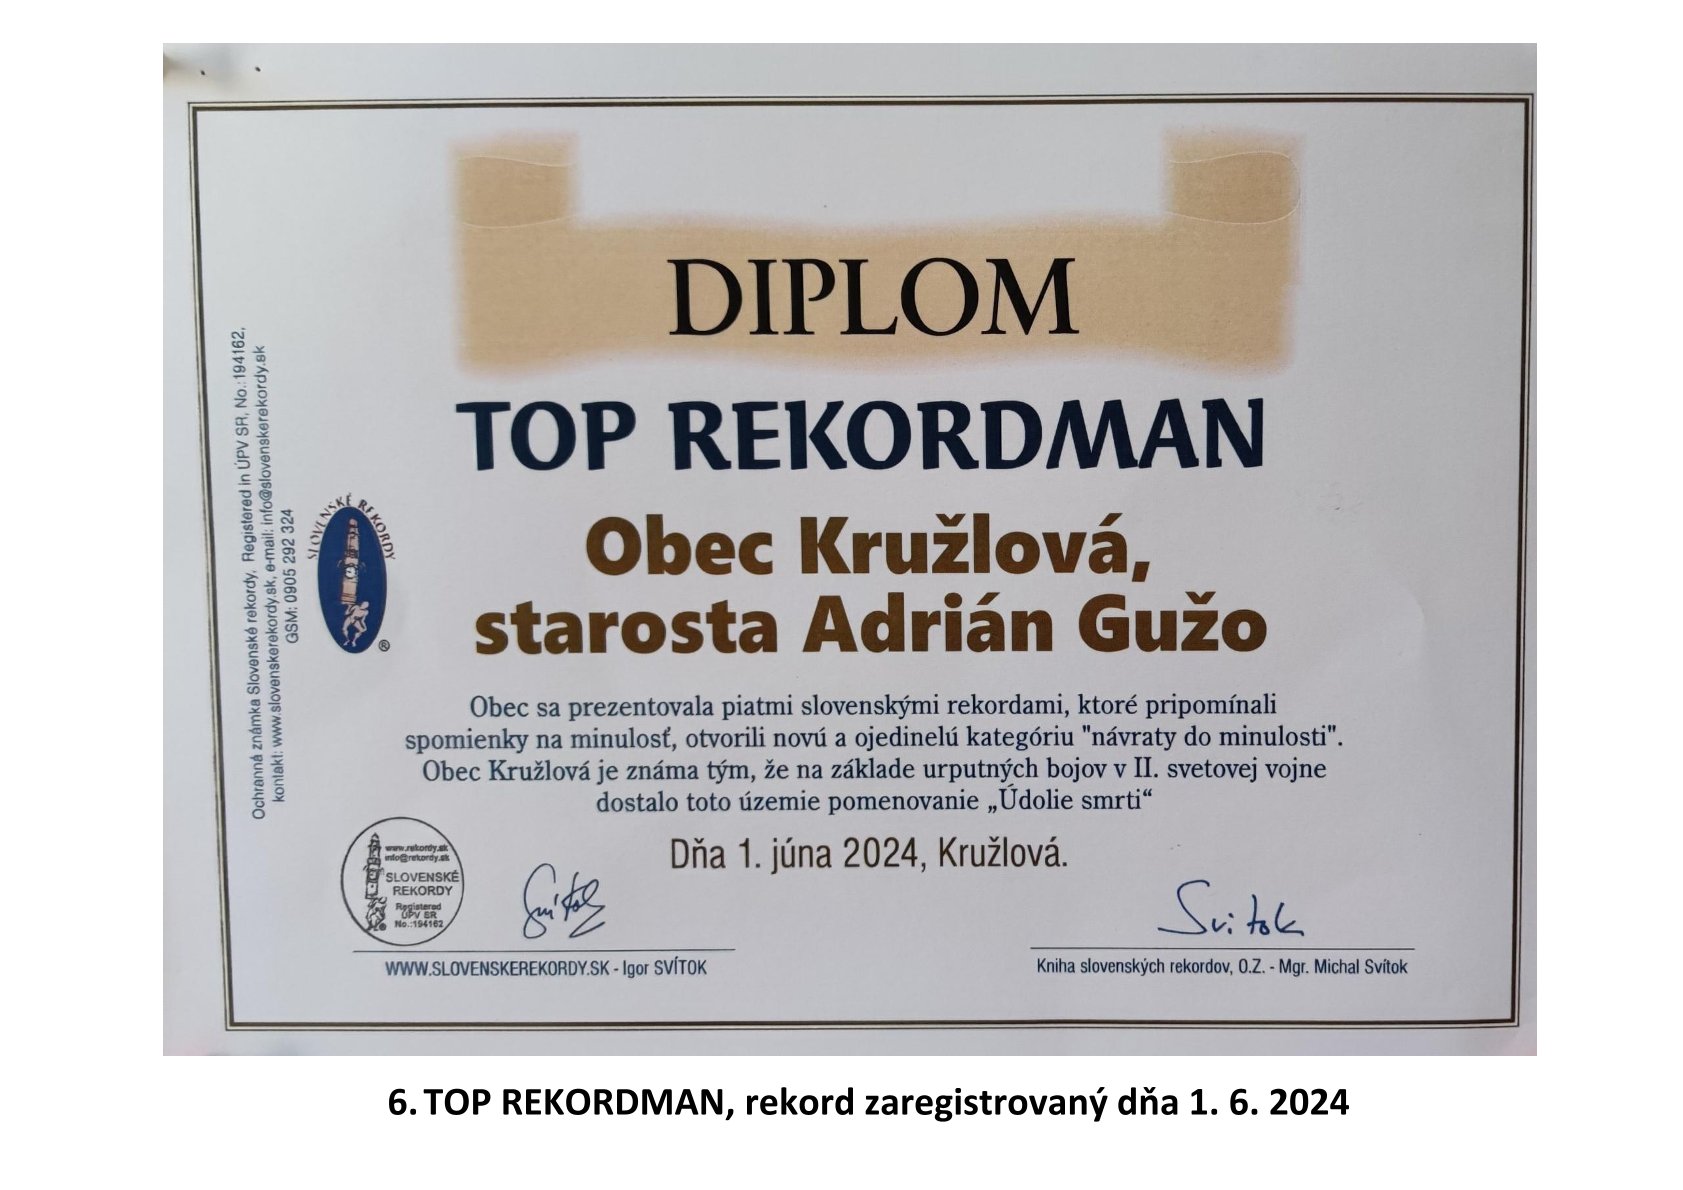 DIPLOM
TOP REKORDMAN
Obec Kružlová,
starosta Adrián Gužo
Obec sa prezentovala piatmi slovenskými rekordami, ktoré pripomínali
spomienky na minulosť, otvorili novú a ojedinelú kategóriu "návraty do minulosti".
Obec Kružlová je známa tým, že na základe urputných bojov v II. svetovej vojne
dostalo toto územie pomenovanie „Údolie smrti“
Dňa 1. júna 2024, Kružlová.
Ochranná známka Slovenské rekordy, Registered in ÚPV SR, No.:194162,
kontakt: www.slovenskerekordy.sk, e-mail: info@slovenskerekordy.sk
GSM: 0905 292 324
SLOVENSKÉ REKORDY
®
www.rekordy.sk
info@rekordy.sk
SLOVENSKÉ
REKORDY
Registered
ÚPV SR
No.:194162
Svítok
Svitok
WWW.SLOVENSKEREKORDY.SK - Igor SVÍTOK
Kniha slovenských rekordov, O.Z. - Mgr. Michal Svítok
6. TOP REKORDMAN, rekord zaregistrovaný dňa 1. 6. 2024